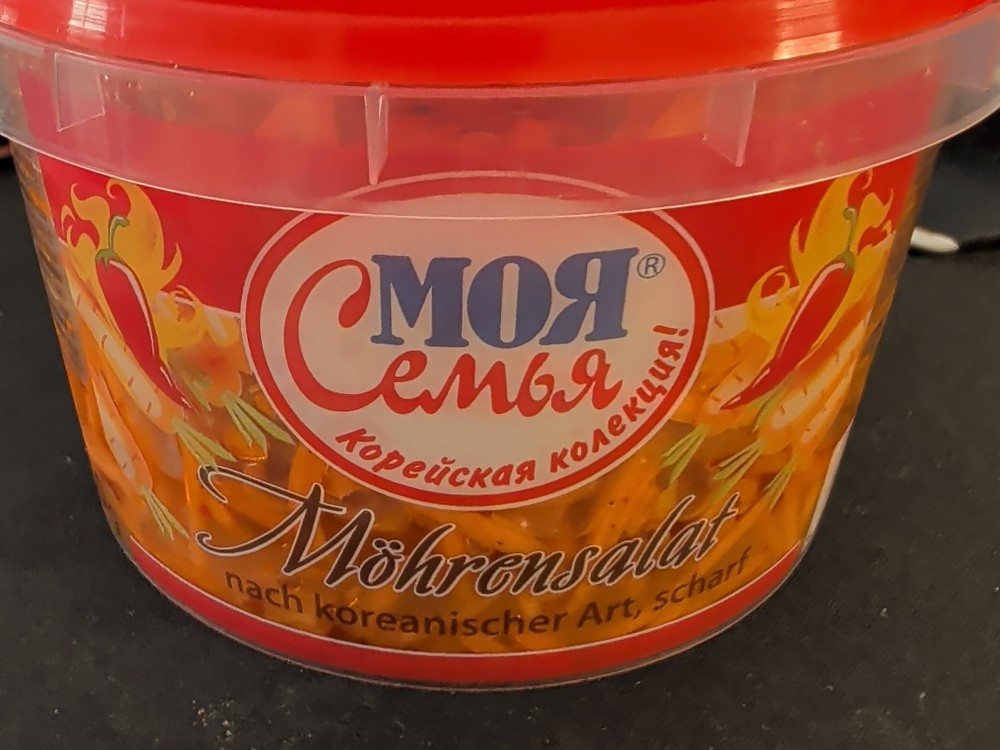 МОЯ®
Семья
Корейская колекция!
Möhrensalat
nach koreanischer Art, scharf